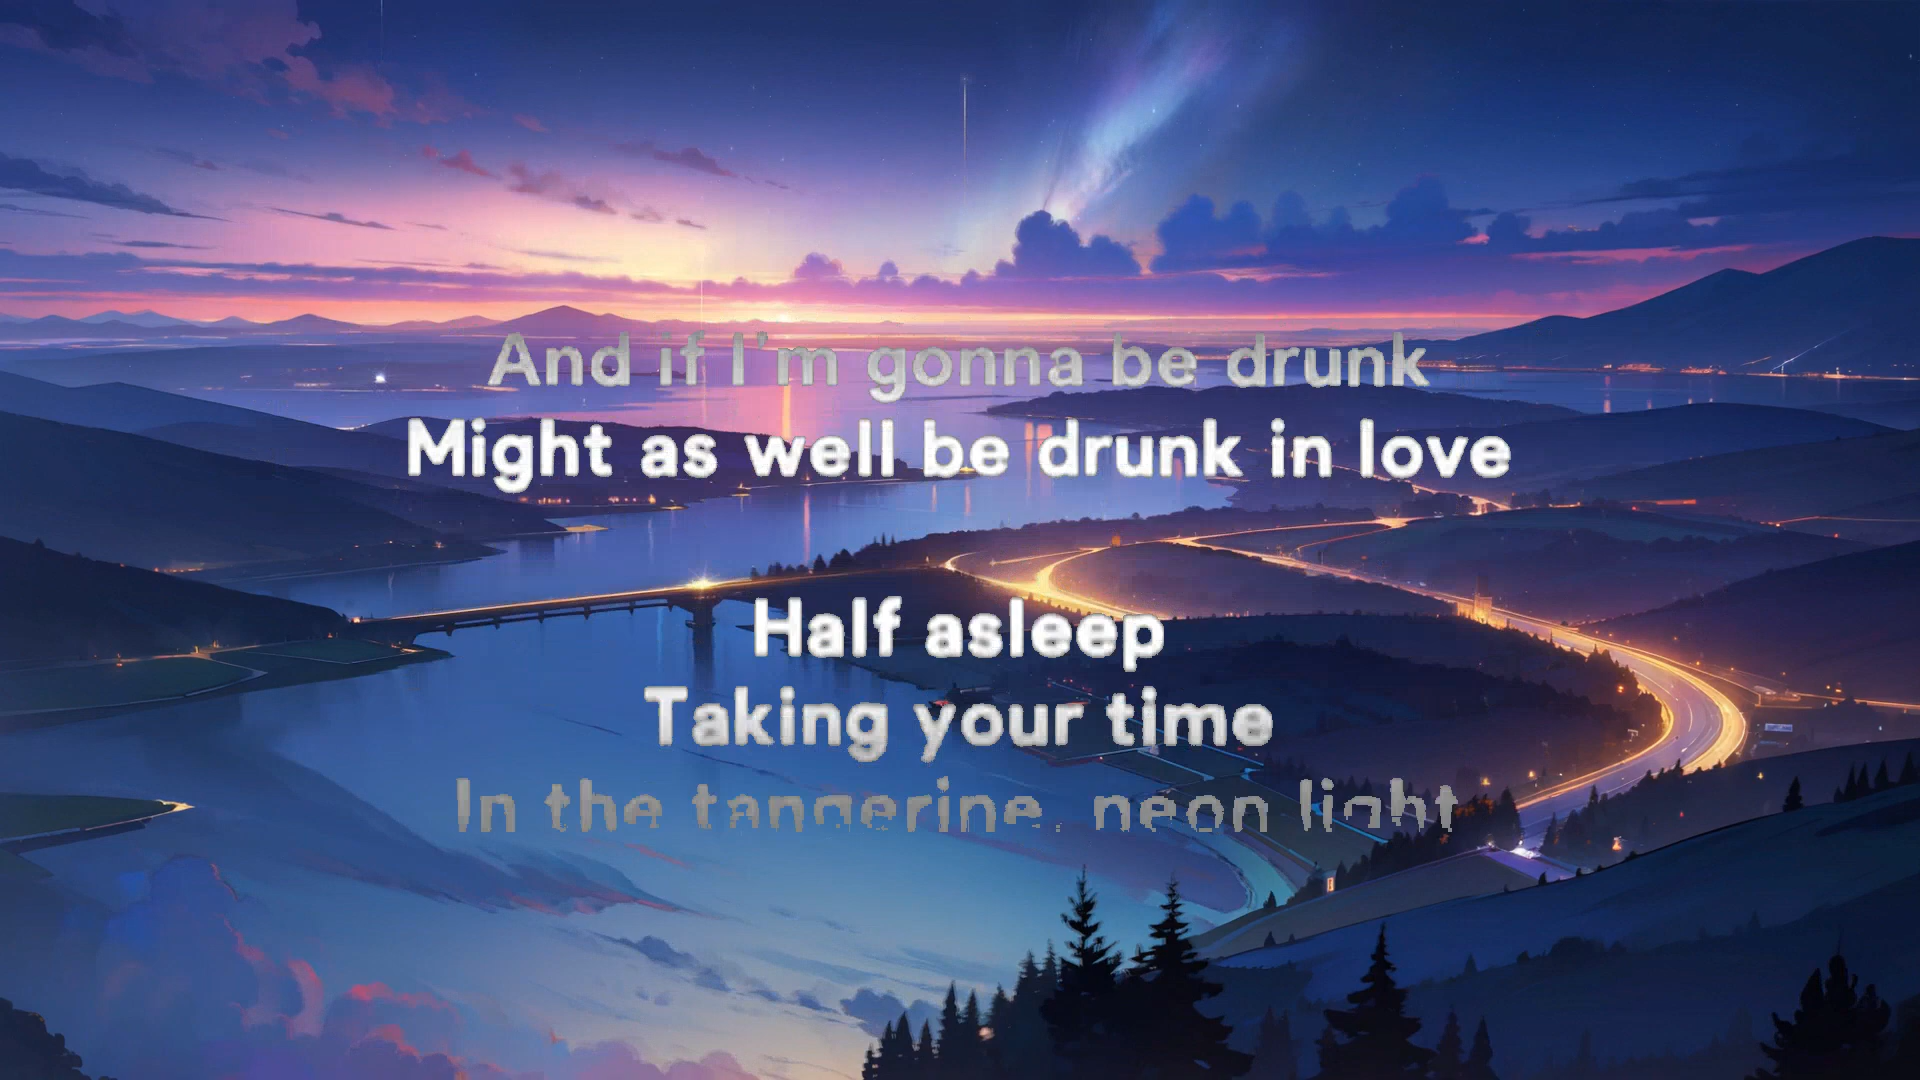 And if I'm gonna be drunk
Might as well be drunk in love
Half asleep
Taking your time
In the tangerine, neon light